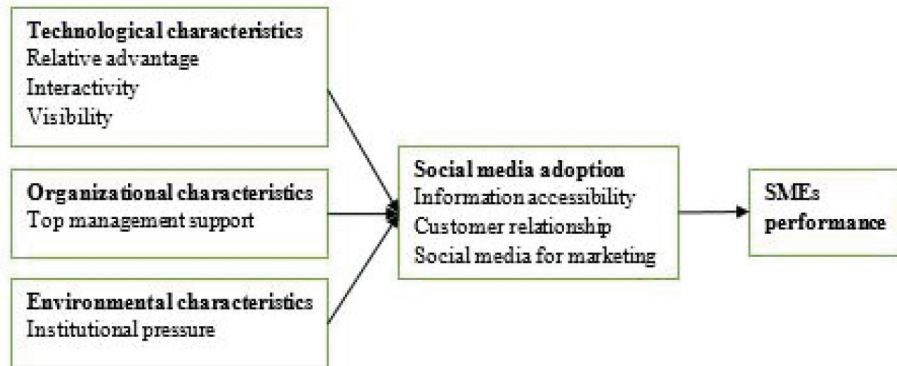 Technological characteristics
Relative advantage
Interactivity
Visibility
Organizational characteristics
Top management support
Environmental characteristics
Institutional pressure
Social media adoption
Information accessibility
Customer relationship
Social media for marketing
SMEs
performance